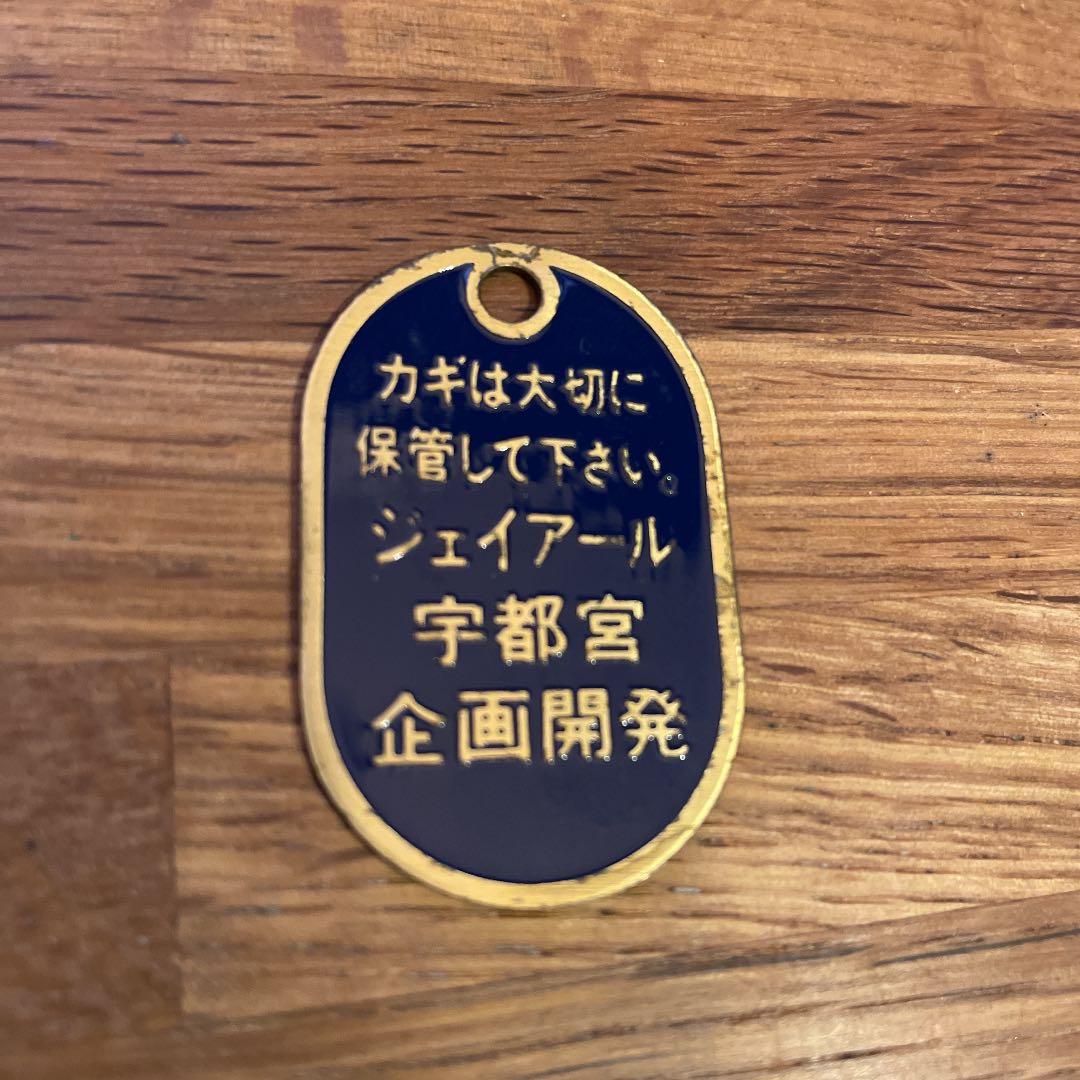 カギは大切に
保管して下さい。
ジェイアール
宇都宮
企画開発